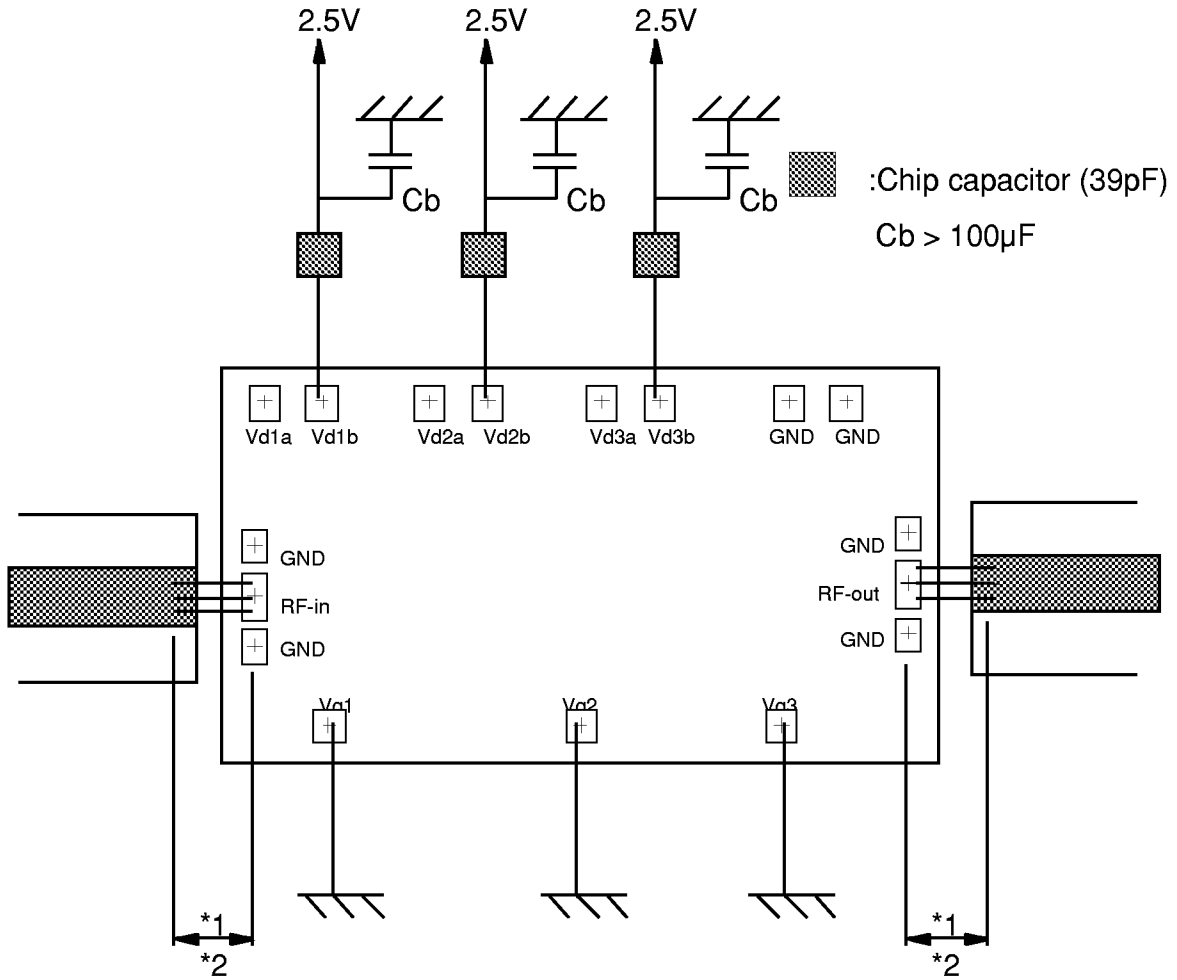 2.5V 2.5V 2.5V
:Chip capacitor (39pF)
Cb Cb Cb
Cb > 100µF
Vd1a Vd1b Vd2a Vd2b Vd3a Vd3b GND GND
GND GND
RF-in RF-out
GND GND
Vg1 Vg2 Vg3
*1 *1
*2 *2